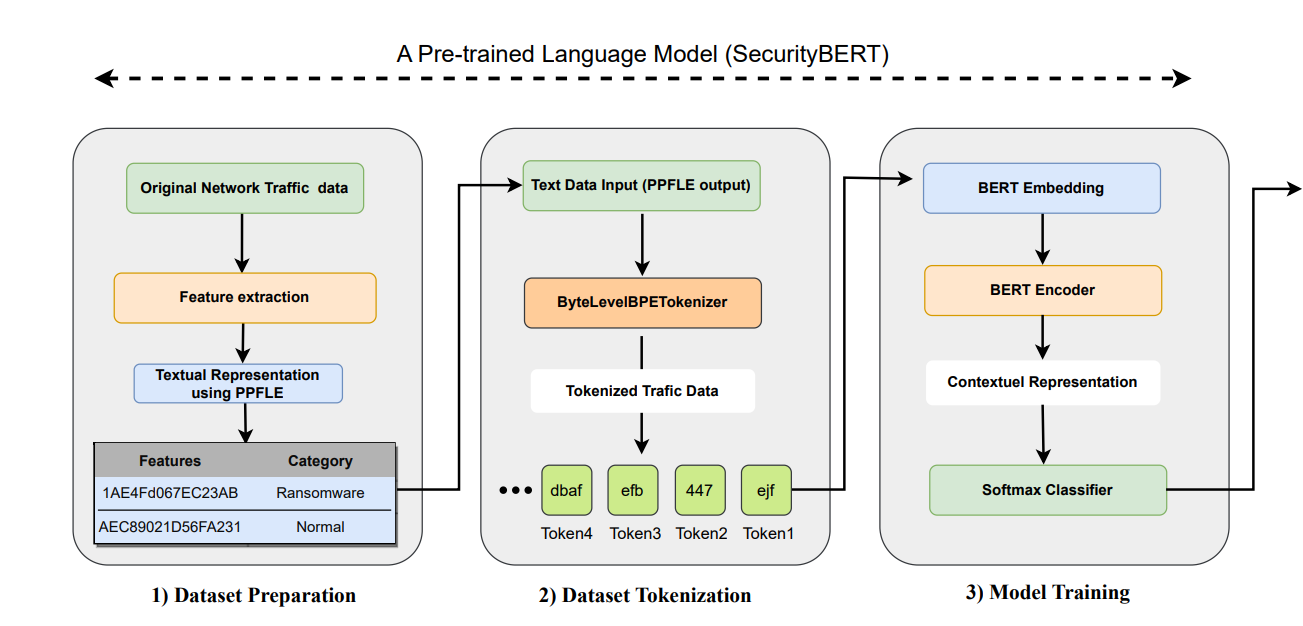 A Pre-trained Language Model (SecurityBERT)
Original Network Traffic data
Feature extraction
Textual Representation
using PPFLE
Features Category
1AE4Fd067EC23AB Ransomware
AEC89021D56FA231 Normal
1) Dataset Preparation
Text Data Input (PPFLE output)
ByteLevelBPETokenizer
Tokenized Trafic Data
dbaf efb 447 ejf
Token4 Token3 Token2 Token1
2) Dataset Tokenization
BERT Embedding
BERT Encoder
Contextuel Representation
Softmax Classifier
3) Model Training